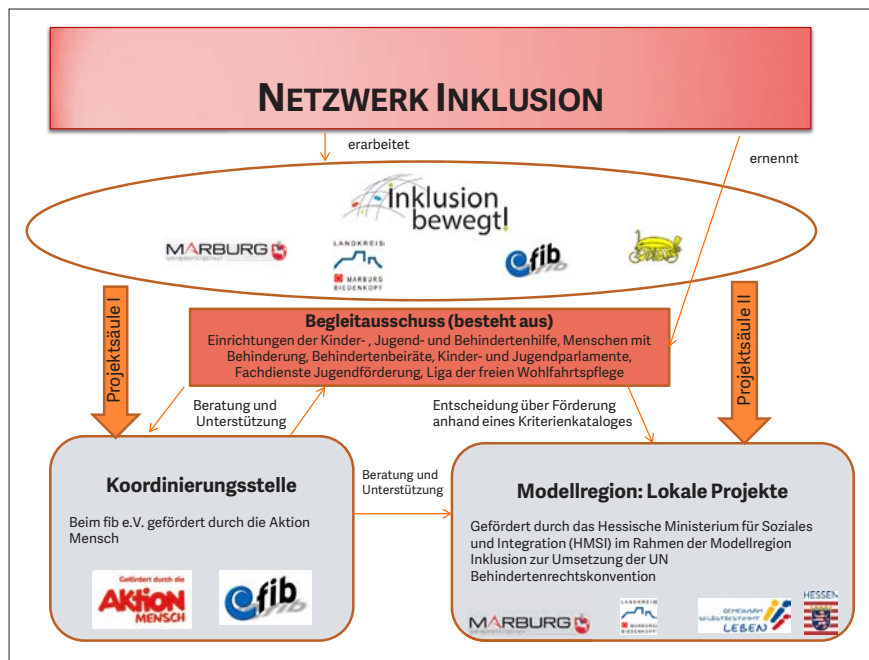 NETZWERK INKLUSION
erarbeitet
ernennt
inklusion
bewegt!
MARBURG
LANDKREIS
MARBURG
BIEDENKOPF
fib
Projektsäule I
Projektsäule II
Begleitausschuss (besteht aus)
Einrichtungen der Kinder- , Jugend- und Behindertenhilfe, Menschen mit
Behinderung, Behindertenbeiräte, Kinder- und Jugendparlamente,
Fachdienste Jugendförderung, Liga der freien Wohlfahrtspflege
Beratung und
Unterstützung
Entscheidung über Förderung
anhand eines Kriterienkataloges
Beratung und
Unterstützung
Koordinierungsstelle
Beim fib e.V. gefördert durch die Aktion
Mensch
Gefördert durch die
AKTION
MENSCH
fib
Modellregion: Lokale Projekte
Gefördert durch das Hessische Ministerium für Soziales
und Integration (HMSI) im Rahmen der Modellregion
Inklusion zur Umsetzung der UN
Behindertenrechtskonvention
MARBURG
LANDKREIS
MARBURG
BIEDENKOPF
GEMEINSAM
SELBSTBESTIMMT
LEBEN
HESSEN